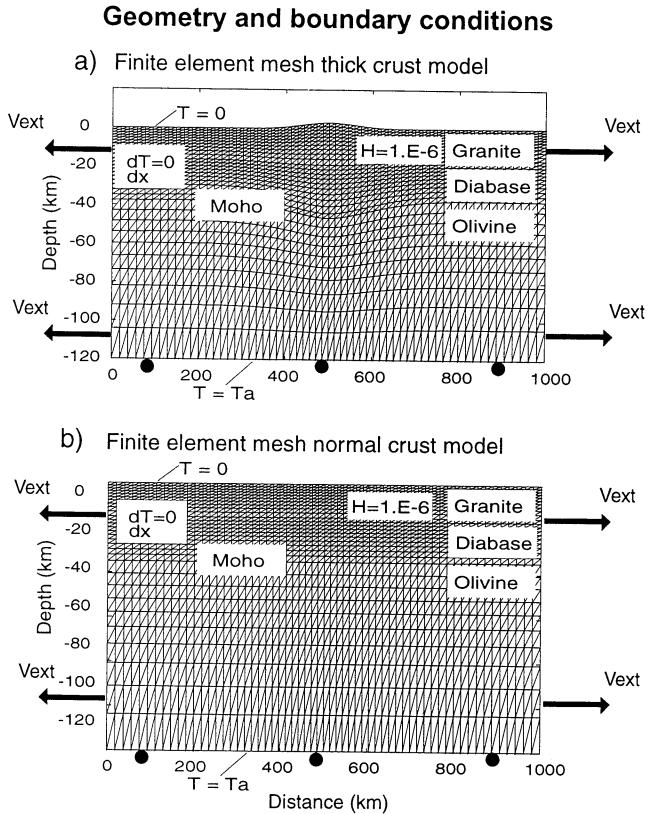 Geometry and boundary conditions
a) Finite element mesh thick crust model
T = 0
Vext
Vext
0
-20
-40
-60
-80
-100
-120
Depth (km)
dT=0
dx
H=1.E-6
Granite
Diabase
Olivine
Moho
Vext
Vext
0 200 400 600 800 1000
T = Ta
b) Finite element mesh normal crust model
T = 0
Vext
Vext
0
-20
-40
-60
-80
-100
-120
Depth (km)
dT=0
dx
H=1.E-6
Granite
Diabase
Olivine
Moho
Vext
Vext
0 200 400 600 800 1000
T = Ta
Distance (km)